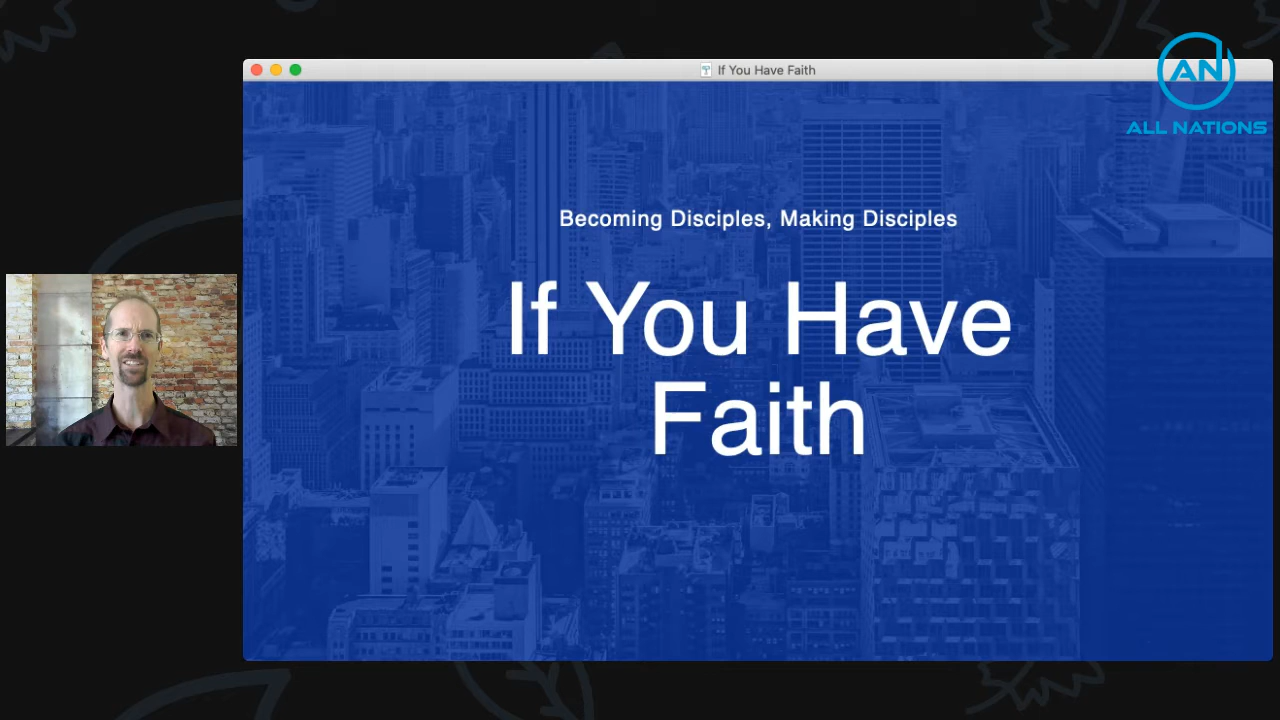 If You Have Faith
AN
ALL NATIONS
Becoming Disciples, Making Disciples
If You Have
Faith